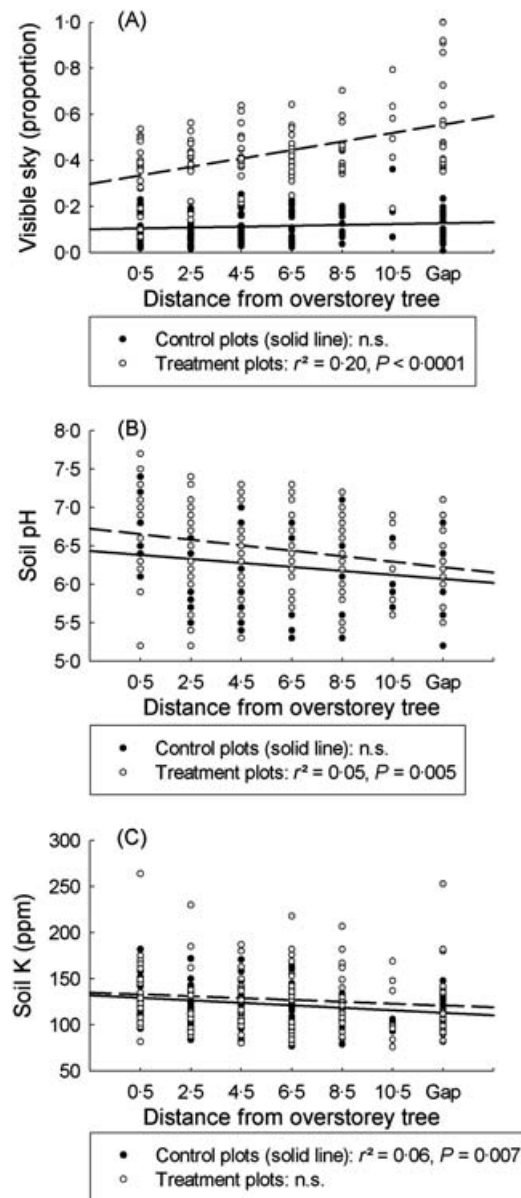 (A)
Visible sky (proportion)
1·0
0·8
0·6
0·4
0·2
0·0
0·5 2·5 4·5 6·5 8·5 10·5 Gap
Distance from overstorey tree
Control plots (solid line): n.s.
Treatment plots: r² = 0·20, P < 0·0001
(B)
Soil pH
8·0
7·5
7·0
6·5
6·0
5·5
5·0
0·5 2·5 4·5 6·5 8·5 10·5 Gap
Distance from overstorey tree
Control plots (solid line): n.s.
Treatment plots: r² = 0·05, P = 0·005
(C)
Soil K (ppm)
300
250
200
150
100
50
0·5 2·5 4·5 6·5 8·5 10·5 Gap
Distance from overstorey tree
Control plots (solid line): r² = 0·06, P = 0·007
Treatment plots: n.s.